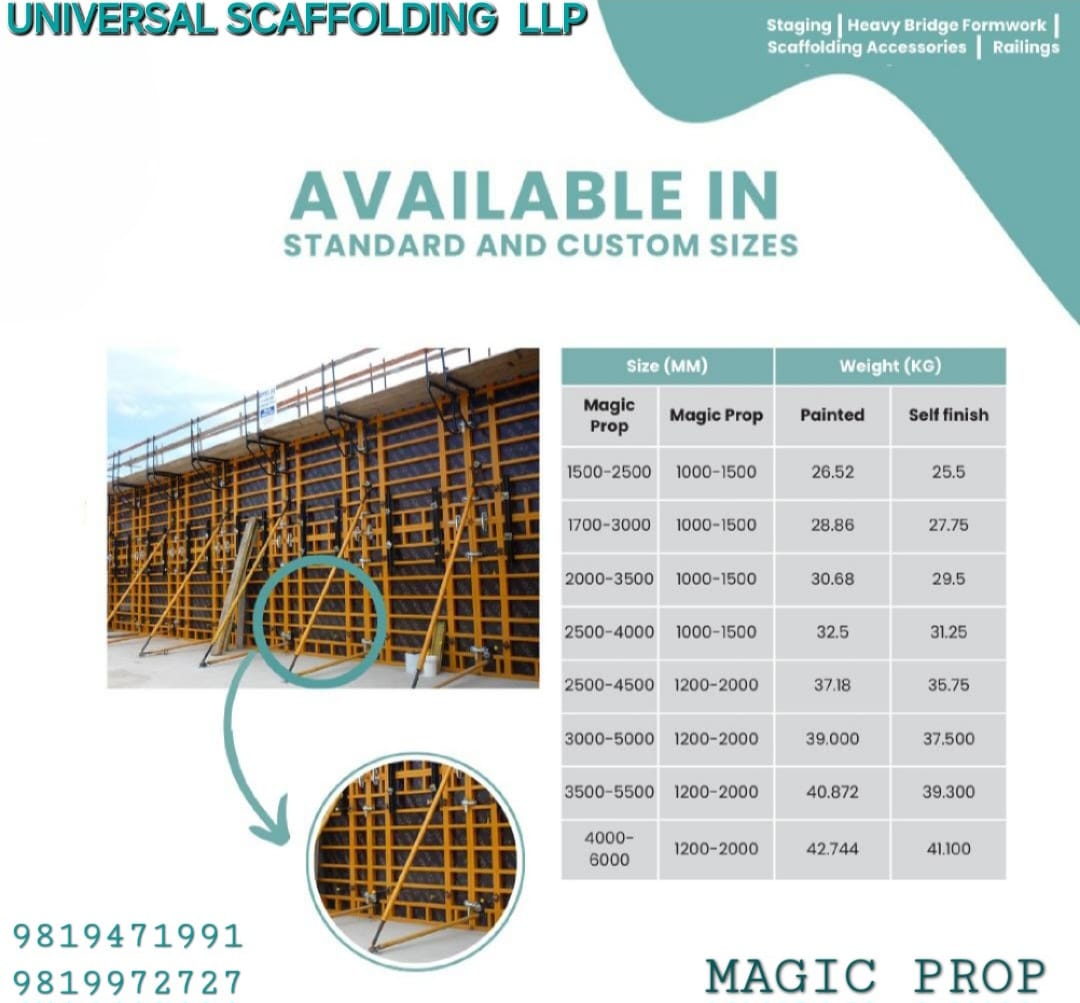 UNIVERSAL SCAFFOLDING LLP
Staging | Heavy Bridge Formwork |
Scaffolding Accessories | Railings
AVAILABLE IN
STANDARD AND CUSTOM SIZES
Size (MM) Weight (KG)
Magic
Prop Magic Prop Painted Self finish
1500-2500 1000-1500 26.52 25.5
1700-3000 1000-1500 28.86 27.75
2000-3500 1000-1500 30.68 29.5
2500-4000 1000-1500 32.5 31.25
2500-4500 1200-2000 37.18 35.75
3000-5000 1200-2000 39.000 37.500
3500-5500 1200-2000 40.872 39.300
4000-
6000 1200-2000 42.744 41.100
9819471991
9819972727
MAGIC PROP